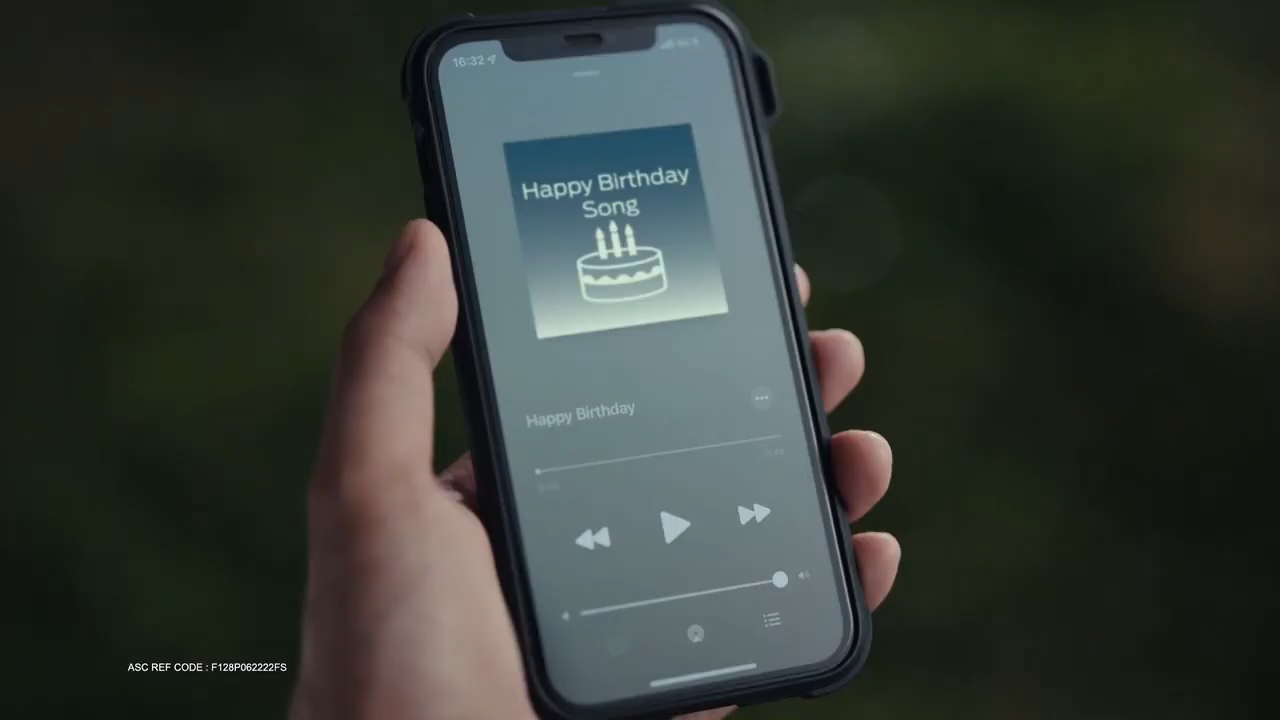 16:32
Happy Birthday
Song
Happy Birthday
ASC REF CODE : F128P062222FS